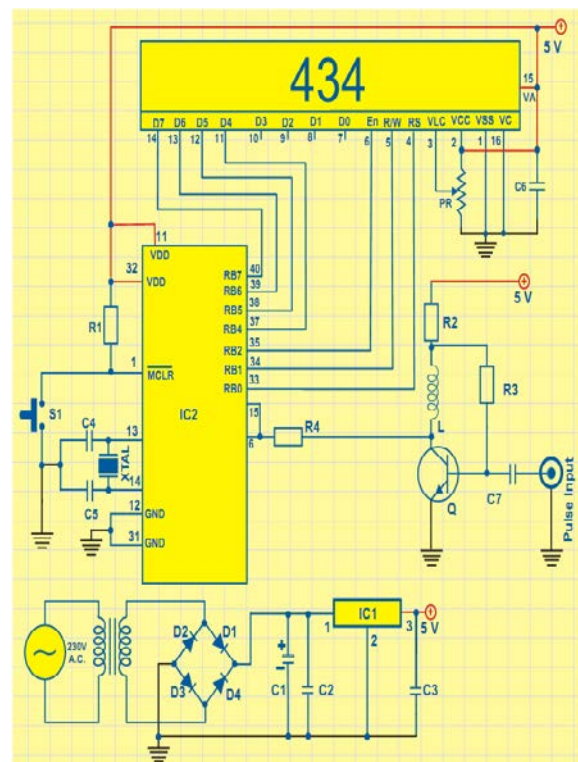 5 V
434
15
VA
D7 D6 D5 D4 D3 D2 D1 D0 En R/W RS VLC VCC VSS VC
14 13 12 11 10 9 8 7 6 5 4 3 2 1 16
PR
C6
11
VDD
32
VDD
R1
1
MCLR
S1
IC2
RB7 40
RB6 39
RB5 38
RB4 37
RB2 35
RB1 34
RB0 33
15
6
R4
5 V
R2
R3
L
Q
C7
Pulse Input
C4
13
XTAL
14
C5
12
GND
31
GND
230V
A.C.
D2 D1
D3 D4
C1
+
-
C2
1
IC1
2
3
5 V
C3